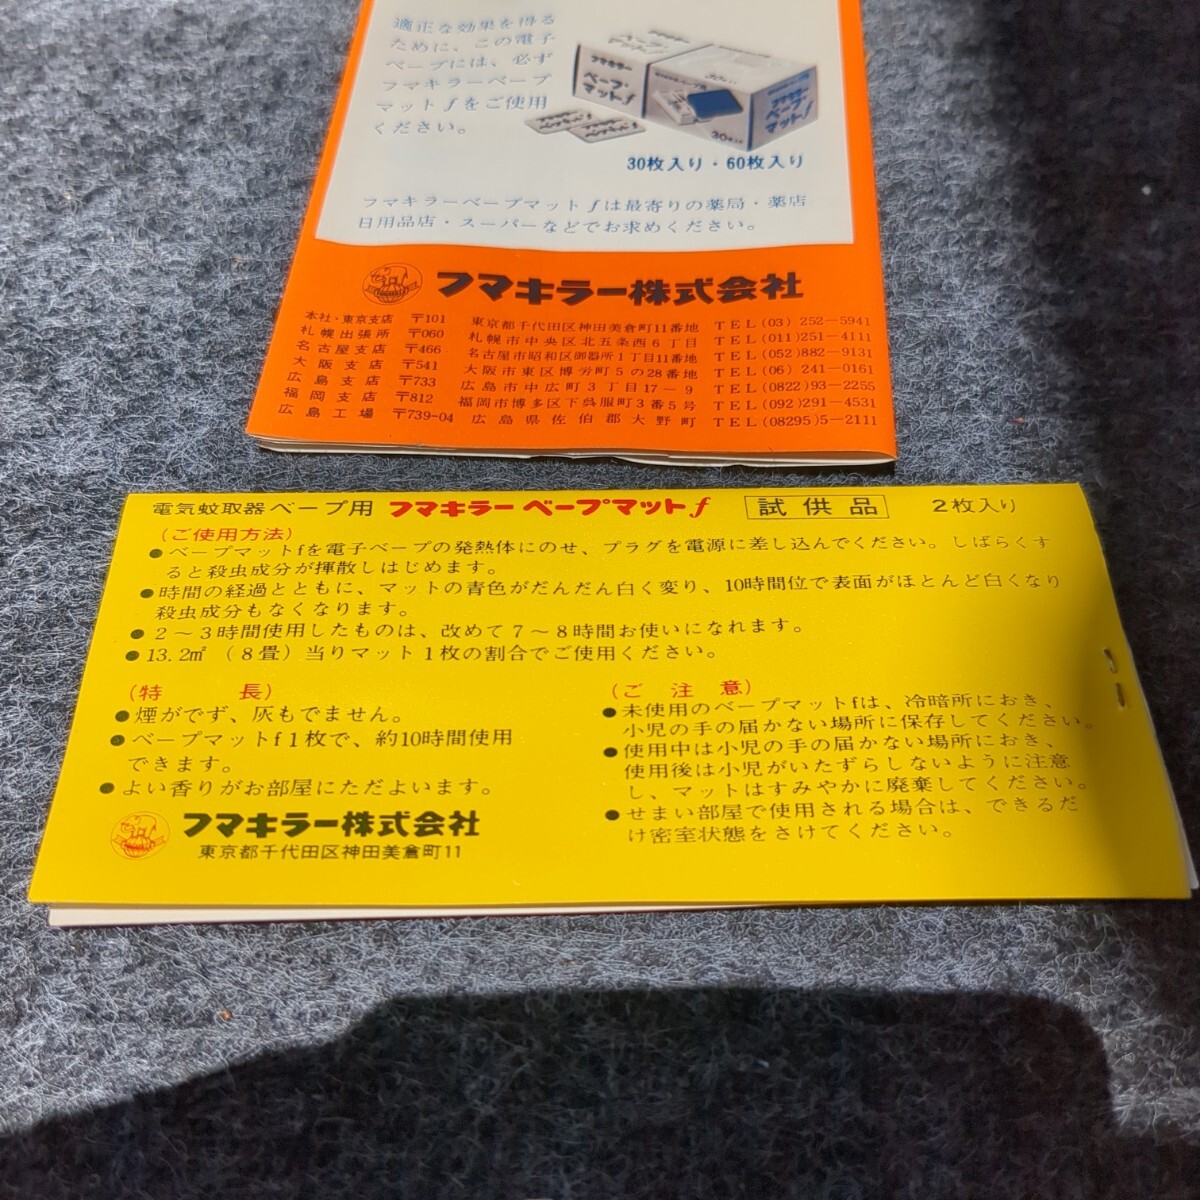 適正な効果を得る
ために、この電子
ベープには、必ず
フマキラーベープ
マットfをご使用
ください。
フマキラー
ベープ
マットf
フマキラー
ベープ
マットf
30枚入り
30枚入り・60枚入り
フマキラーベープマットfは最寄りの薬局・薬店
日用品店・スーパーなどでお求めください。
フマキラー株式会社
本社・東京支店 〒101 東京都千代田区神田美倉町11番地 TEL(03)252-5941
札幌出張所 〒060 札幌市中央区北五条西6丁目 TEL(011)251-4111
名古屋支店 〒466 名古屋市昭和区御器所1丁目11番地 TEL(052)882-9131
大阪支店 〒541 大阪市東区博労町5の28番地 TEL(06)241-0161
広島支店 〒733 広島市中広町3丁目17-9 TEL(0822)93-2255
福岡支店 〒812 福岡市博多区下呉服町3番5号 TEL(092)291-4531
広島工場 〒739-04 広島県佐伯郡大野町 TEL(08295)5-2111
電気蚊取器ベープ用 フマキラー ベープマットf 試供品 2枚入り
(ご使用方法)
●ベープマットfを電子ベープの発熱体にのせ、プラグを電源に差し込んでください。しばらくす
ると殺虫成分が揮散しはじめます。
●時間の経過とともに、マットの青色がだんだん白く変り、10時間位で表面がほとんど白くなり
殺虫成分もなくなります。
●2～3時間使用したものは、改めて7～8時間お使いになれます。
●13.2㎡(8畳)当りマット1枚の割合でご使用ください。
(特 長)
●煙がでず、灰もでません。
●ベープマットf1枚で、約10時間使用
できます。
●よい香りがお部屋にただよいます。
フマキラー株式会社
東京都千代田区神田美倉町11
(ご注意)
●未使用のベープマットfは、冷暗所におき、
小児の手の届かない場所に保存してください。
●使用中は小児の手の届かない場所におき、
使用後は小児がいたずらしないように注意
し、マットはすみやかに廃棄してください。
●せまい部屋で使用される場合は、できるだ
け密室状態をさけてください。